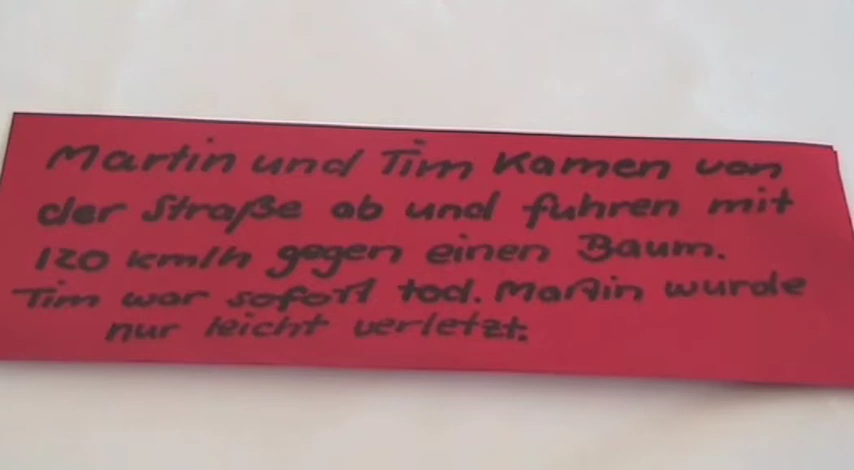 Martin und Tim kamen von
der Straße ab und fuhren mit
120 km/h gegen einen Baum.
Tim war sofort tod. Martin wurde
nur leicht verletzt.